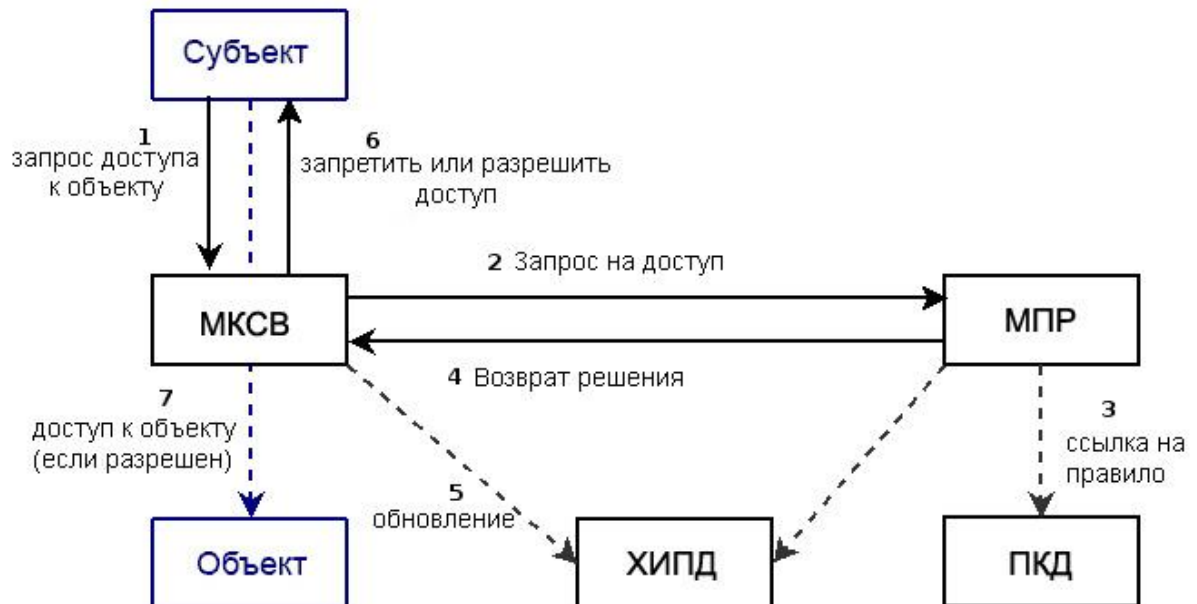 Субъект
1
запрос доступа
к объекту
6
запретить или разрешить
доступ
2 Запрос на доступ
МКСВ
МПР
4 Возврат решения
7
доступ к объекту
(если разрешен)
3
ссылка на
правило
5
обновление
Объект
ХИПД
ПКД